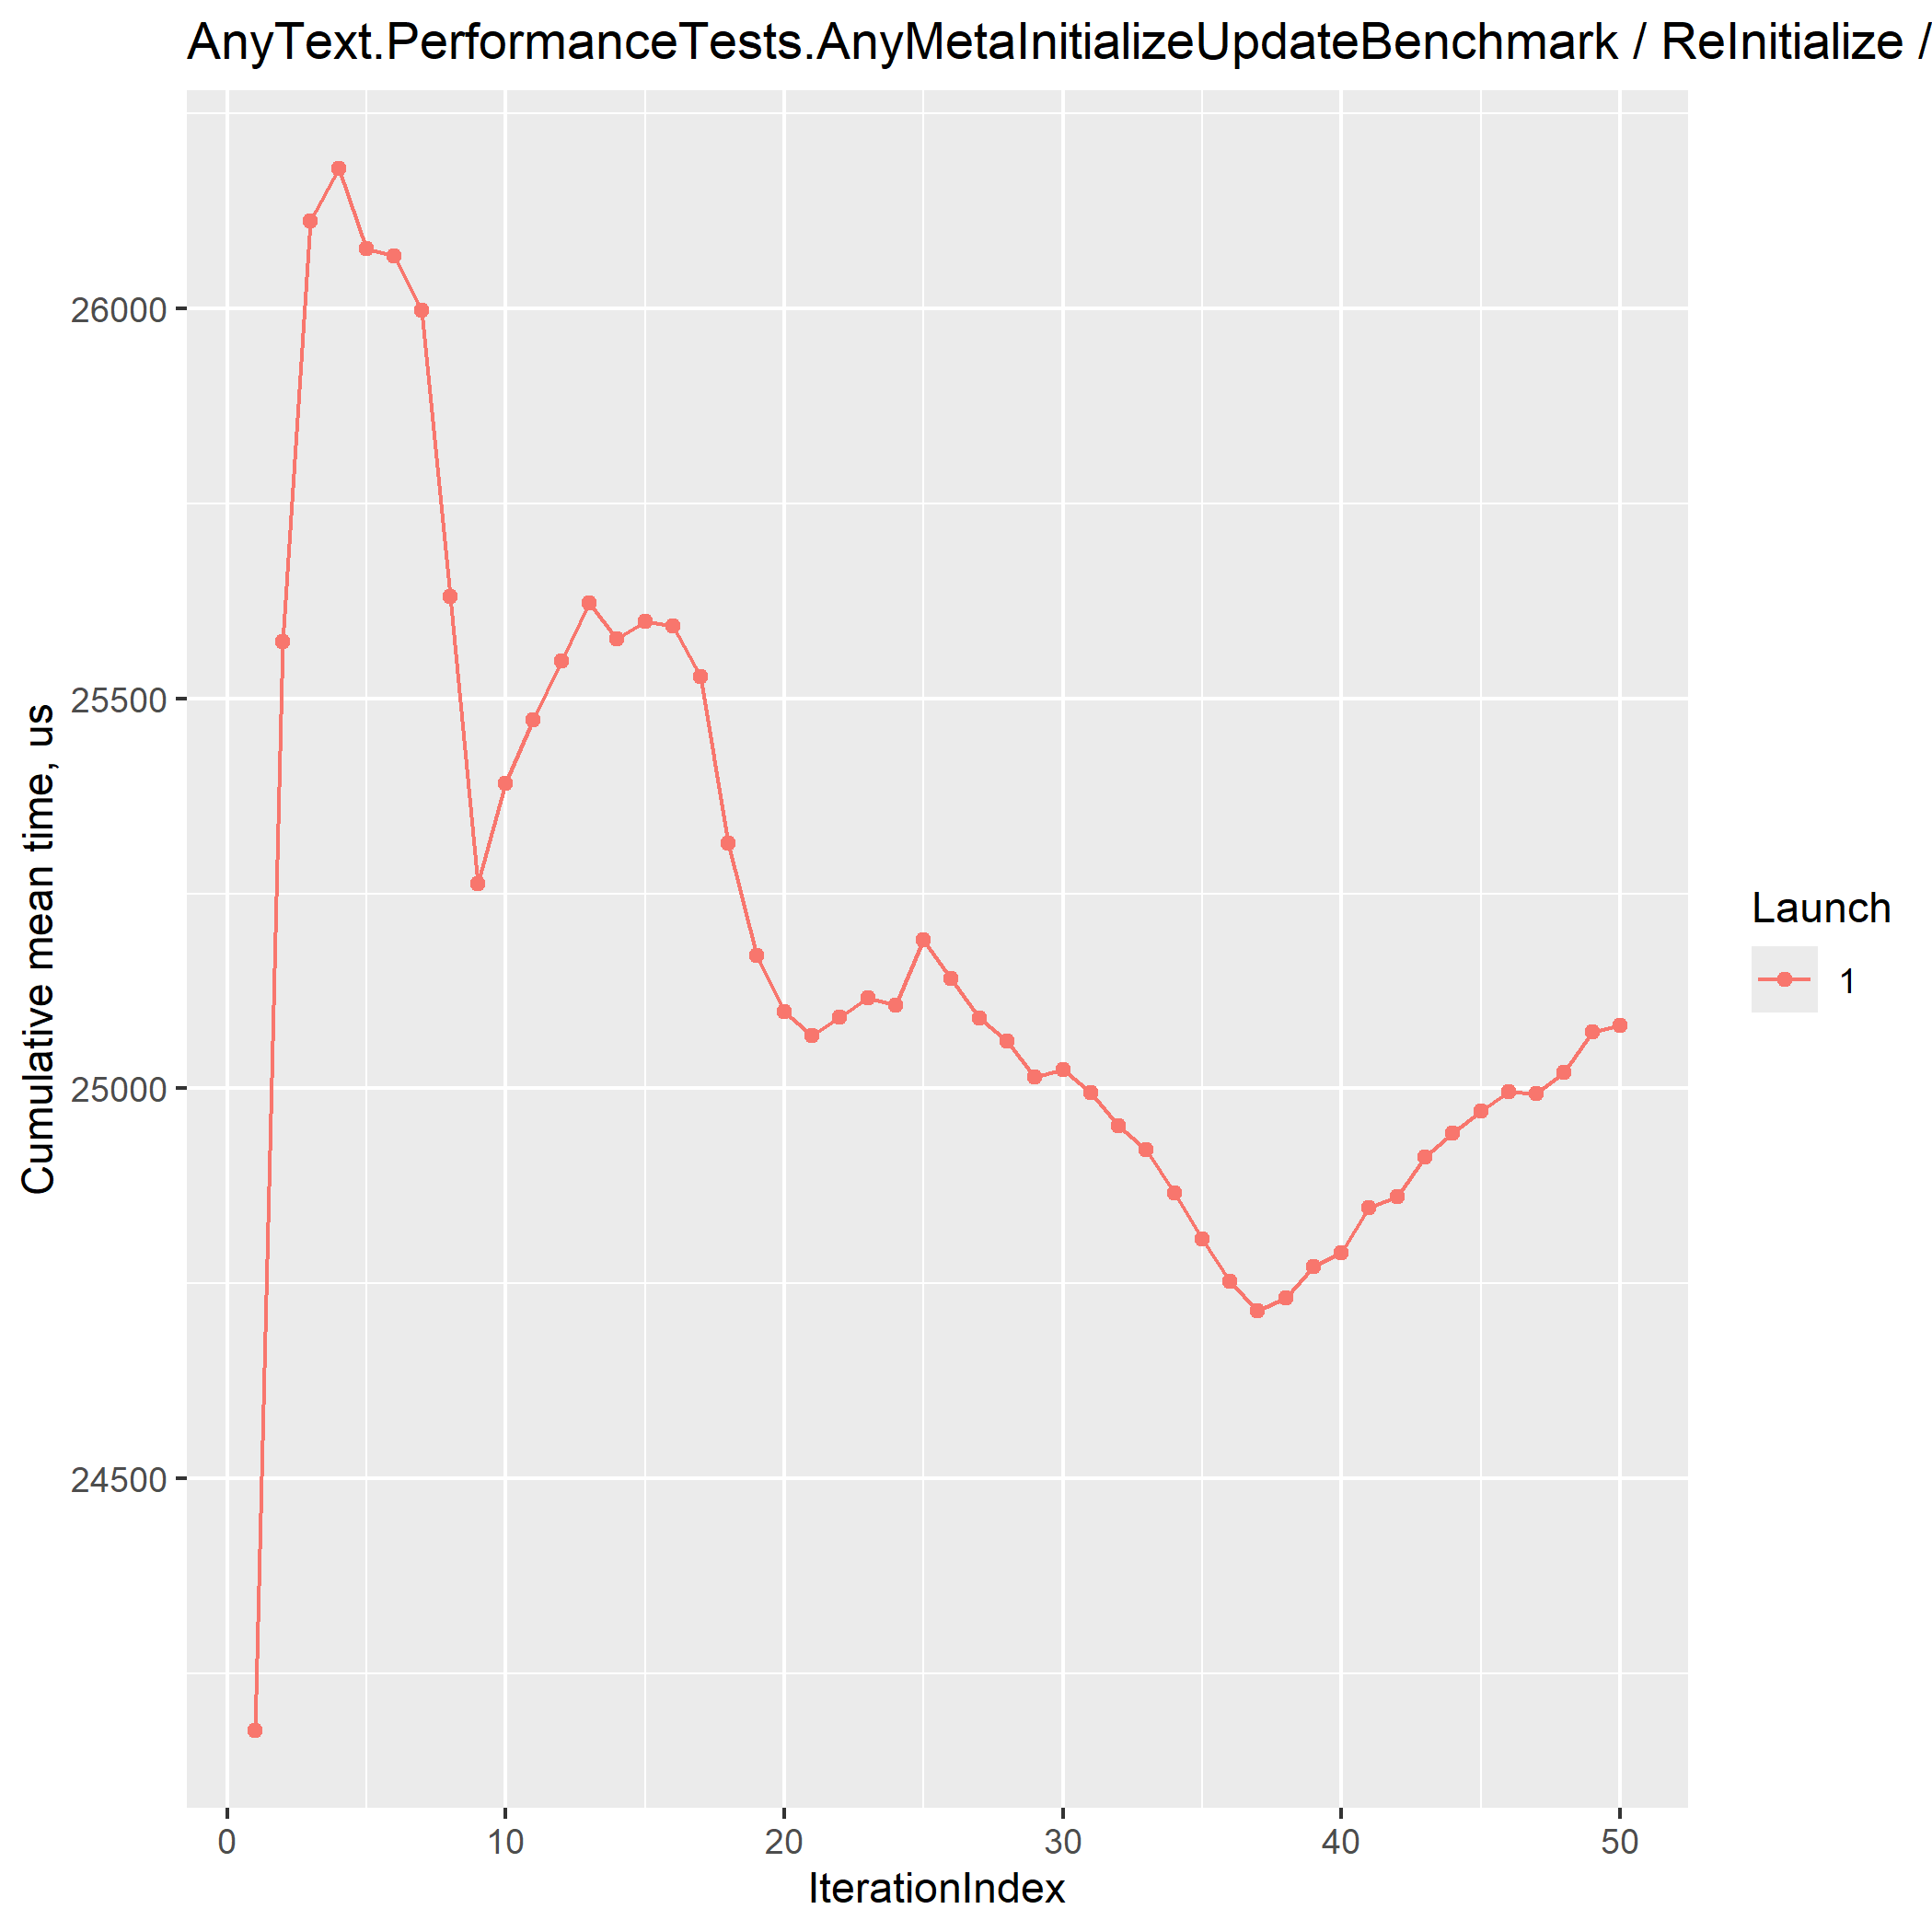 AnyText.PerformanceTests.AnyMetaInitializeUpdateBenchmark / ReInitialize /
Cumulative mean time, us
26000
25500
25000
24500
0 10 20 30 40 50
IterationIndex
Launch
1